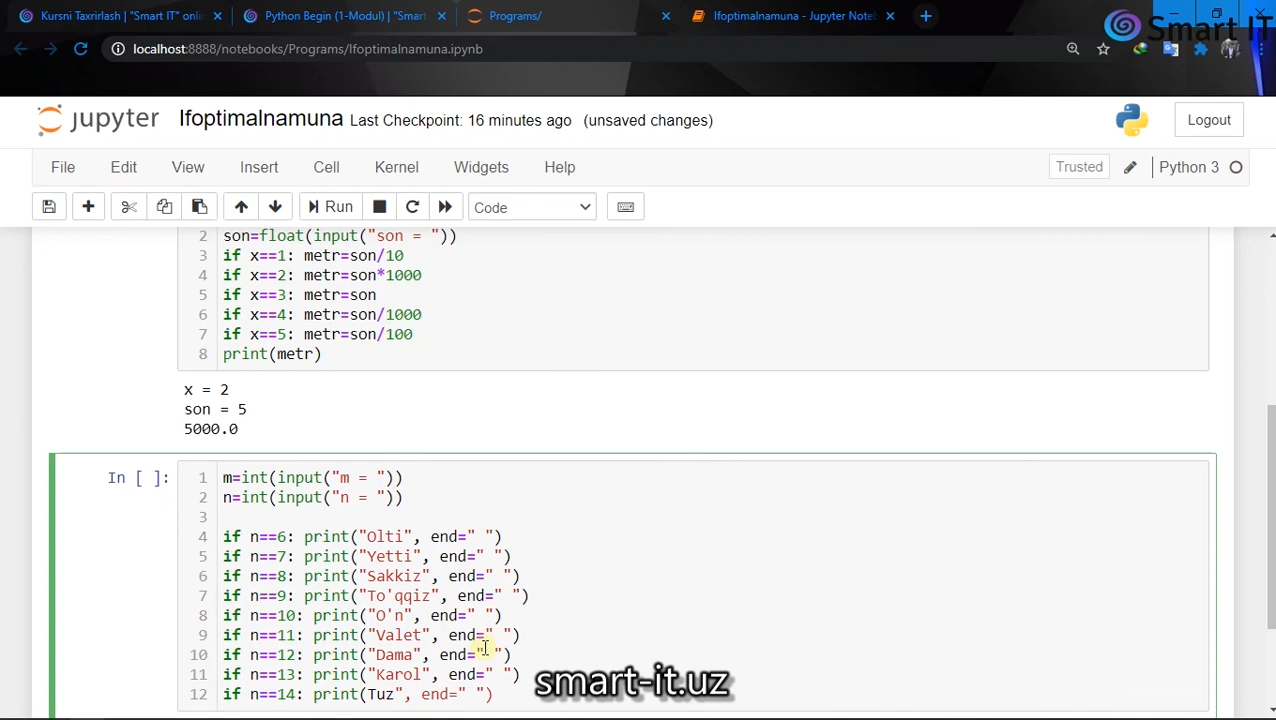 Kursni Taxrirlash | "Smart IT" onli
Python Begin (1-Modul) | "Smart
Programs/
Ifoptimalnamuna - Jupyter Note
Smart IT
localhost:8888/notebooks/Programs/Ifoptimalnamuna.ipynb
jupyter Ifoptimalnamuna Last Checkpoint: 16 minutes ago (unsaved changes)
Logout
File Edit View Insert Cell Kernel Widgets Help
Trusted
Python 3
Run
Code
2 son=float(input("son = "))
3 if x==1: metr=son/10
4 if x==2: metr=son*1000
5 if x==3: metr=son
6 if x==4: metr=son/1000
7 if x==5: metr=son/100
8 print(metr)
x = 2
son = 5
5000.0
In [ ]:
1 m=int(input("m = "))
2 n=int(input("n = "))
3
4 if n==6: print("Olti", end=" ")
5 if n==7: print("Yetti", end=" ")
6 if n==8: print("Sakkiz", end=" ")
7 if n==9: print("To'qqiz", end=" ")
8 if n==10: print("O'n", end=" ")
9 if n==11: print("Valet", end=" ")
10 if n==12: print("Dama", end=" ")
11 if n==13: print("Karol", end=" ")
12 if n==14: print(Tuz", end=" ")
smart-it.uz